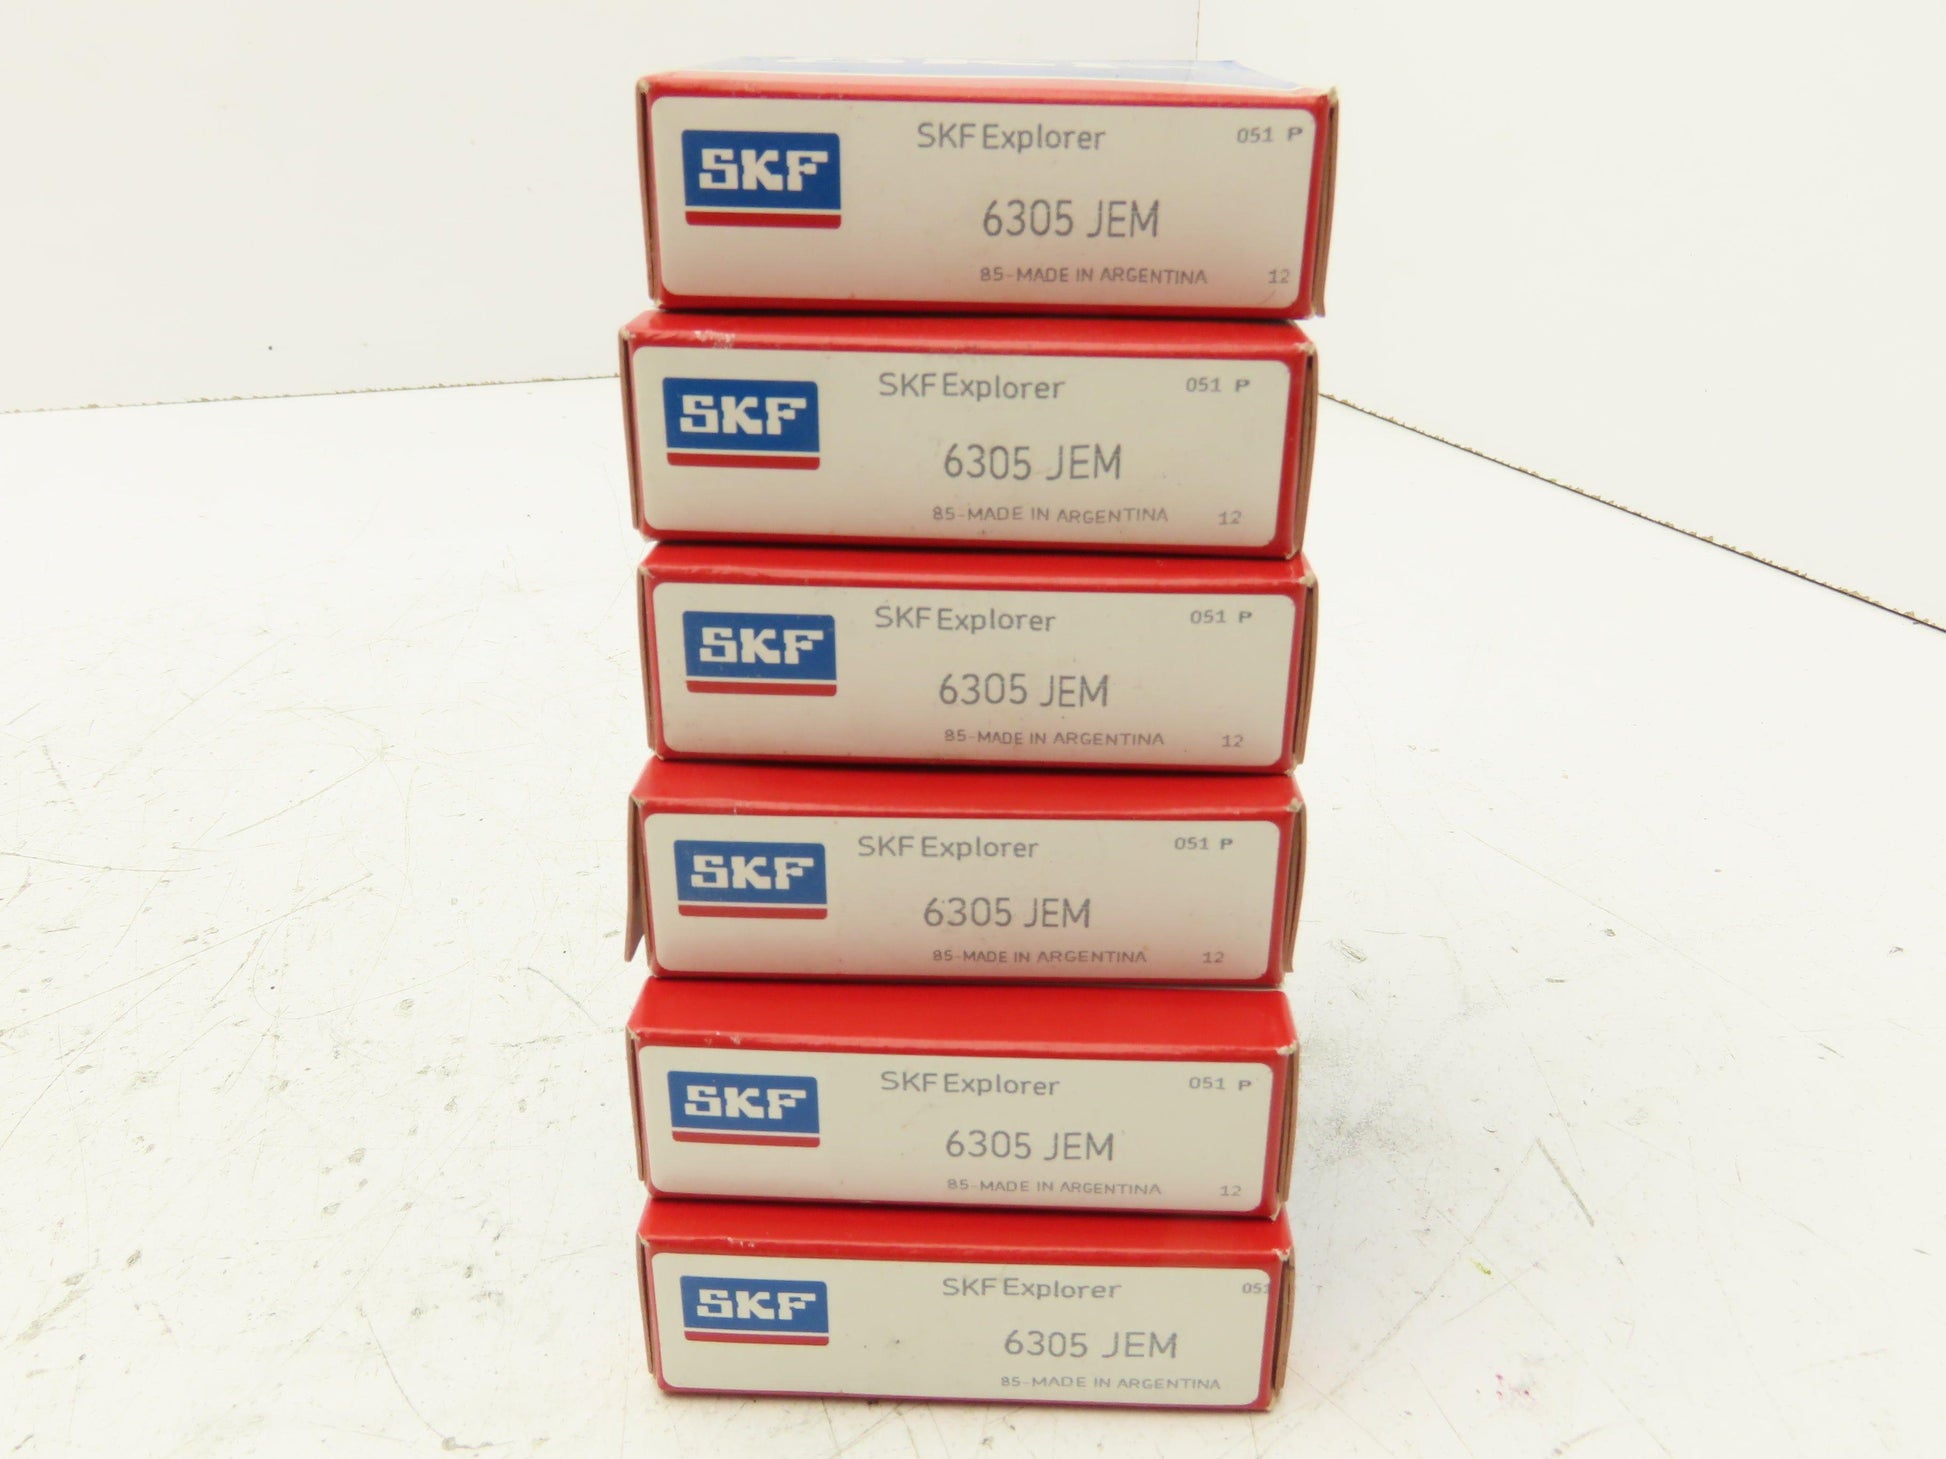 SKF
SKF Explorer
051 P
6305 JEM
85-MADE IN ARGENTINA
12
SKF
SKF Explorer
051 P
6305 JEM
85-MADE IN ARGENTINA
12
SKF
SKF Explorer
051 P
6305 JEM
85-MADE IN ARGENTINA
12
SKF
SKF Explorer
051 P
6305 JEM
85-MADE IN ARGENTINA
12
SKF
SKF Explorer
051 P
6305 JEM
85-MADE IN ARGENTINA
12
SKF
SKF Explorer
051
6305 JEM
85-MADE IN ARGENTINA